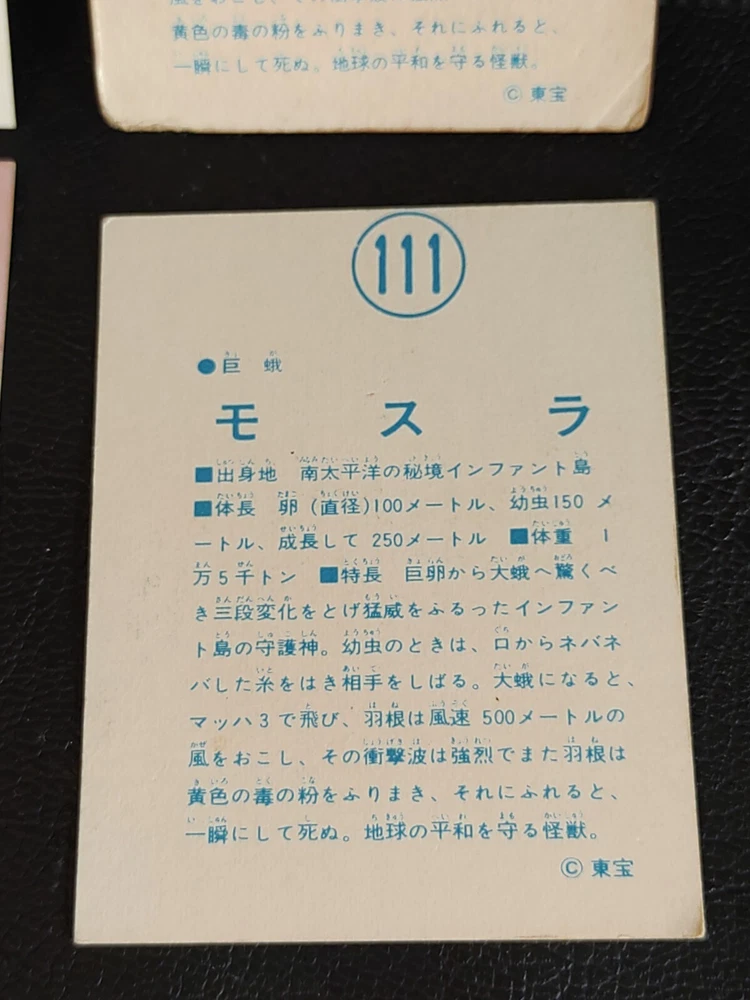 黄色の毒の粉をふりまき、それにふれると、
一瞬にして死ぬ。地球の平和を守る怪獣。
© 東宝
111
●巨蛾
モスラ
■出身地 南太平洋の秘境インファント島
■体長 卵(直径)100メートル、幼虫150メ
ートル、成長して250メートル ■体重 1
万5千トン ■特長 巨卵から大蛾へ驚くべ
き三段変化をとげ猛威をふるったインファン
ト島の守護神。幼虫のときは、口からネバネ
バした糸をはき相手をしばる。大蛾になると、
マッハ3で飛び、羽根は風速500メートルの
風をおこし、その衝撃波は強烈でまた羽根は
黄色の毒の粉をふりまき、それにふれると、
一瞬にして死ぬ。地球の平和を守る怪獣。
© 東宝